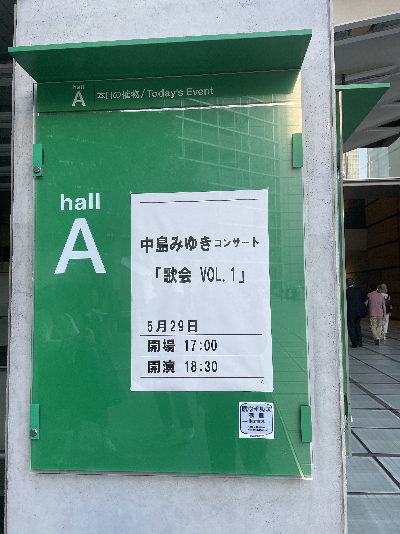 hall
A 本日の催物/Today's Event
hall
A
中島みゆきコンサート
「歌会 VOL.1」
5月29日
開場 17:00
開演 18:30